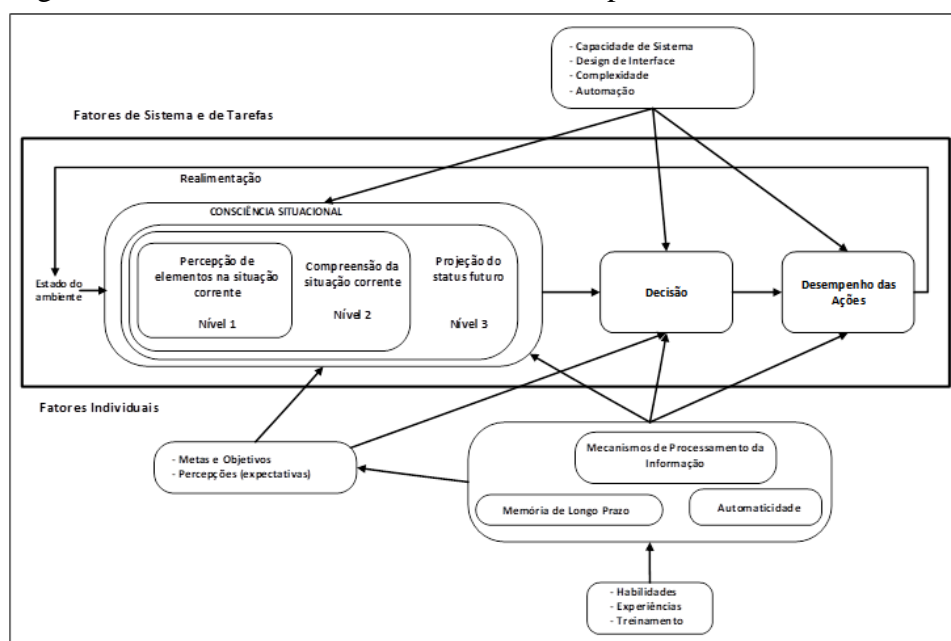 - Capacidade de Sistema
- Design de Interface
- Complexidade
- Automação
Fatores de Sistema e de Tarefas
Realimentação
CONSCIÊNCIA SITUACIONAL
Percepção de
elementos na situação
corrente
Nível 1
Compreensão da
situação corrente
Nível 2
Projeção do
status futuro
Nível 3
Estado do
ambiente
Decisão
Desempenho das
Ações
Fatores Individuais
- Metas e Objetivos
- Percepções (expectativas)
Mecanismos de Processamento da
Informação
Memória de Longo Prazo
Automaticidade
- Habilidades
- Experiências
- Treinamento